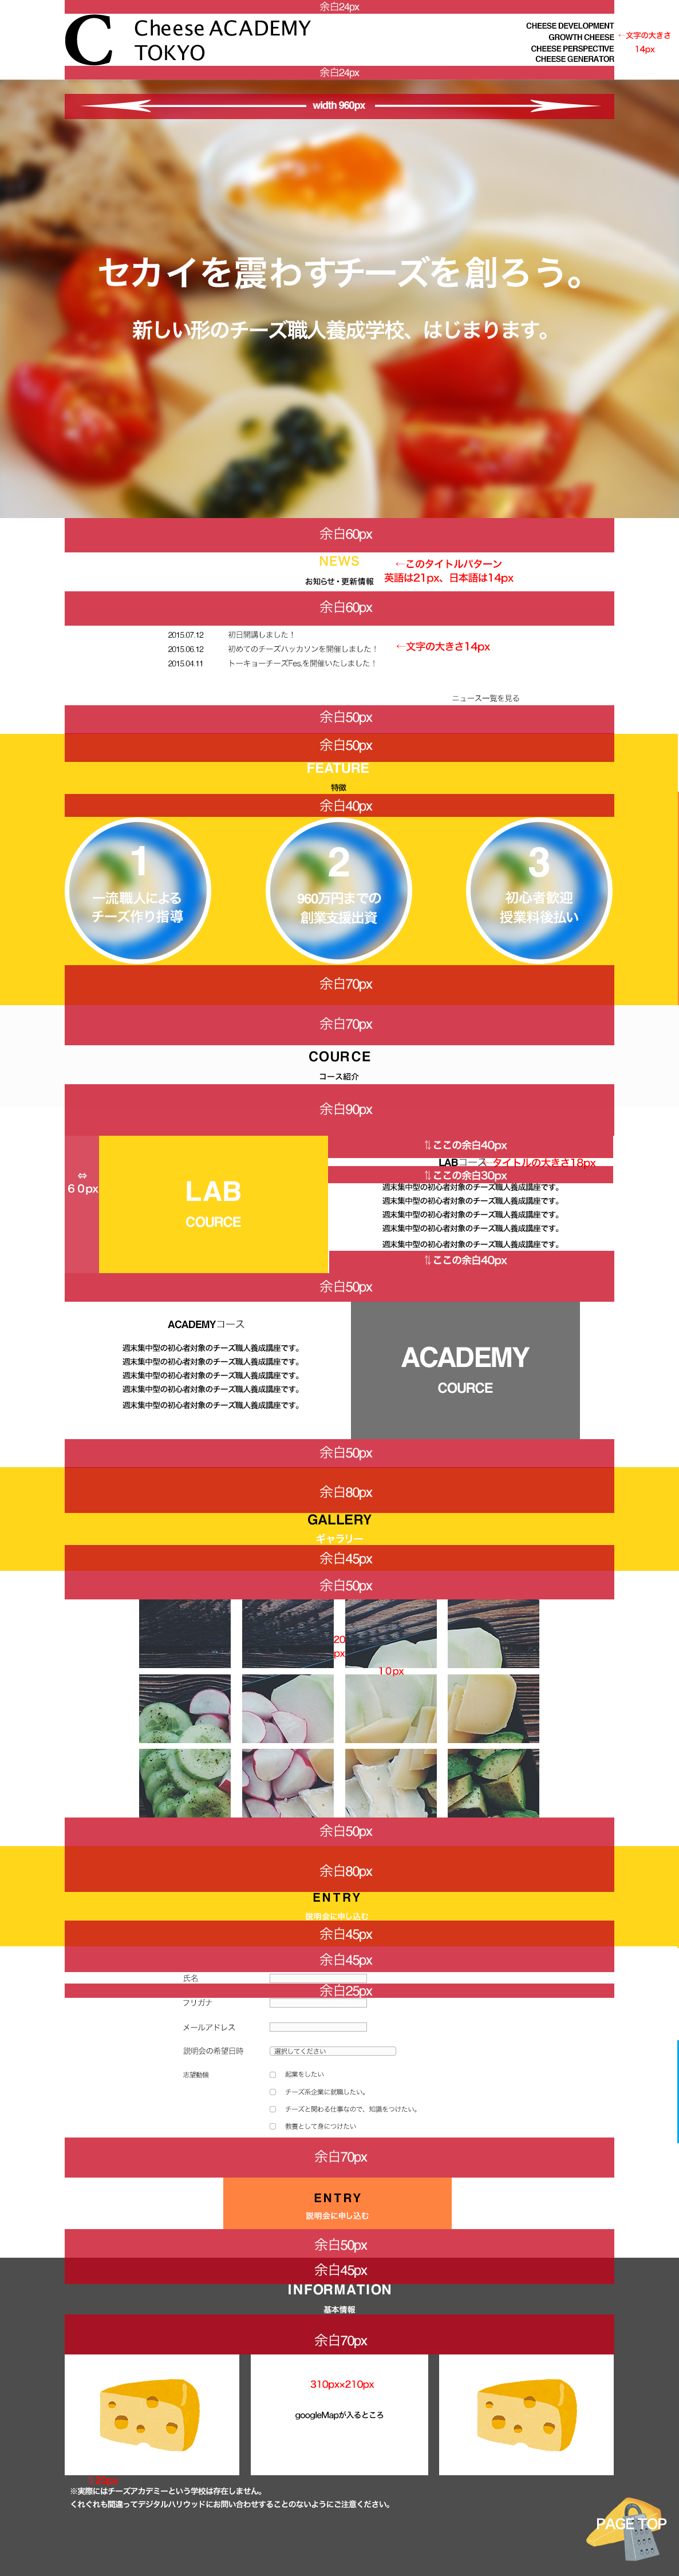 余白24px
C
Cheese ACADEMY
TOKYO
CHEESE DEVELOPMENT
GROWTH CHEESE
CHEESE PERSPECTIVE
CHEESE GENERATOR
←文字の大きさ
14px
余白24px
width 960px
セカイを震わすチーズを創ろう。
新しい形のチーズ職人養成学校、はじまります。
余白60px
NEWS
お知らせ・更新情報
←このタイトルパターン
英語は21px、日本語は14px
余白60px
2015.07.12 初日開講しました！
2015.06.12 初めてのチーズハッカソンを開催しました！
2015.04.11 トーキョーチーズFes.を開催いたしました！
←文字の大きさ14px
ニュース一覧を見る
余白50px
余白50px
FEATURE
特徴
余白40px
1
一流職人による
チーズ作り指導
2
960万円までの
創業支援出資
3
初心者歓迎
授業料後払い
余白70px
余白70px
COURCE
コース紹介
余白90px
⇔
６０px
LAB
COURCE
⇅ここの余白40px
LABコース タイトルの大きさ18px
⇅ここの余白30px
週末集中型の初心者対象のチーズ職人養成講座です。
週末集中型の初心者対象のチーズ職人養成講座です。
週末集中型の初心者対象のチーズ職人養成講座です。
週末集中型の初心者対象のチーズ職人養成講座です。
週末集中型の初心者対象のチーズ職人養成講座です。
⇅ここの余白40px
余白50px
ACADEMYコース
週末集中型の初心者対象のチーズ職人養成講座です。
週末集中型の初心者対象のチーズ職人養成講座です。
週末集中型の初心者対象のチーズ職人養成講座です。
週末集中型の初心者対象のチーズ職人養成講座です。
週末集中型の初心者対象のチーズ職人養成講座です。
ACADEMY
COURCE
余白50px
余白80px
GALLERY
ギャラリー
余白45px
余白50px
20
px
１０px
余白50px
余白80px
ENTRY
説明会に申し込む
余白45px
余白45px
氏名
余白25px
フリガナ
メールアドレス
説明会の希望日時 選択してください
志望動機 起業をしたい
チーズ系企業に就職したい。
チーズと関わる仕事なので、知識をつけたい。
教養として身につけたい
余白70px
ENTRY
説明会に申し込む
余白50px
余白45px
INFORMATION
基本情報
余白70px
310px×210px
googleMapが入るところ
※実際にはチーズアカデミーという学校は存在しません。
くれぐれも間違ってデジタルハリウッドにお問い合わせすることのないようにご注意ください。
PAGE TOP